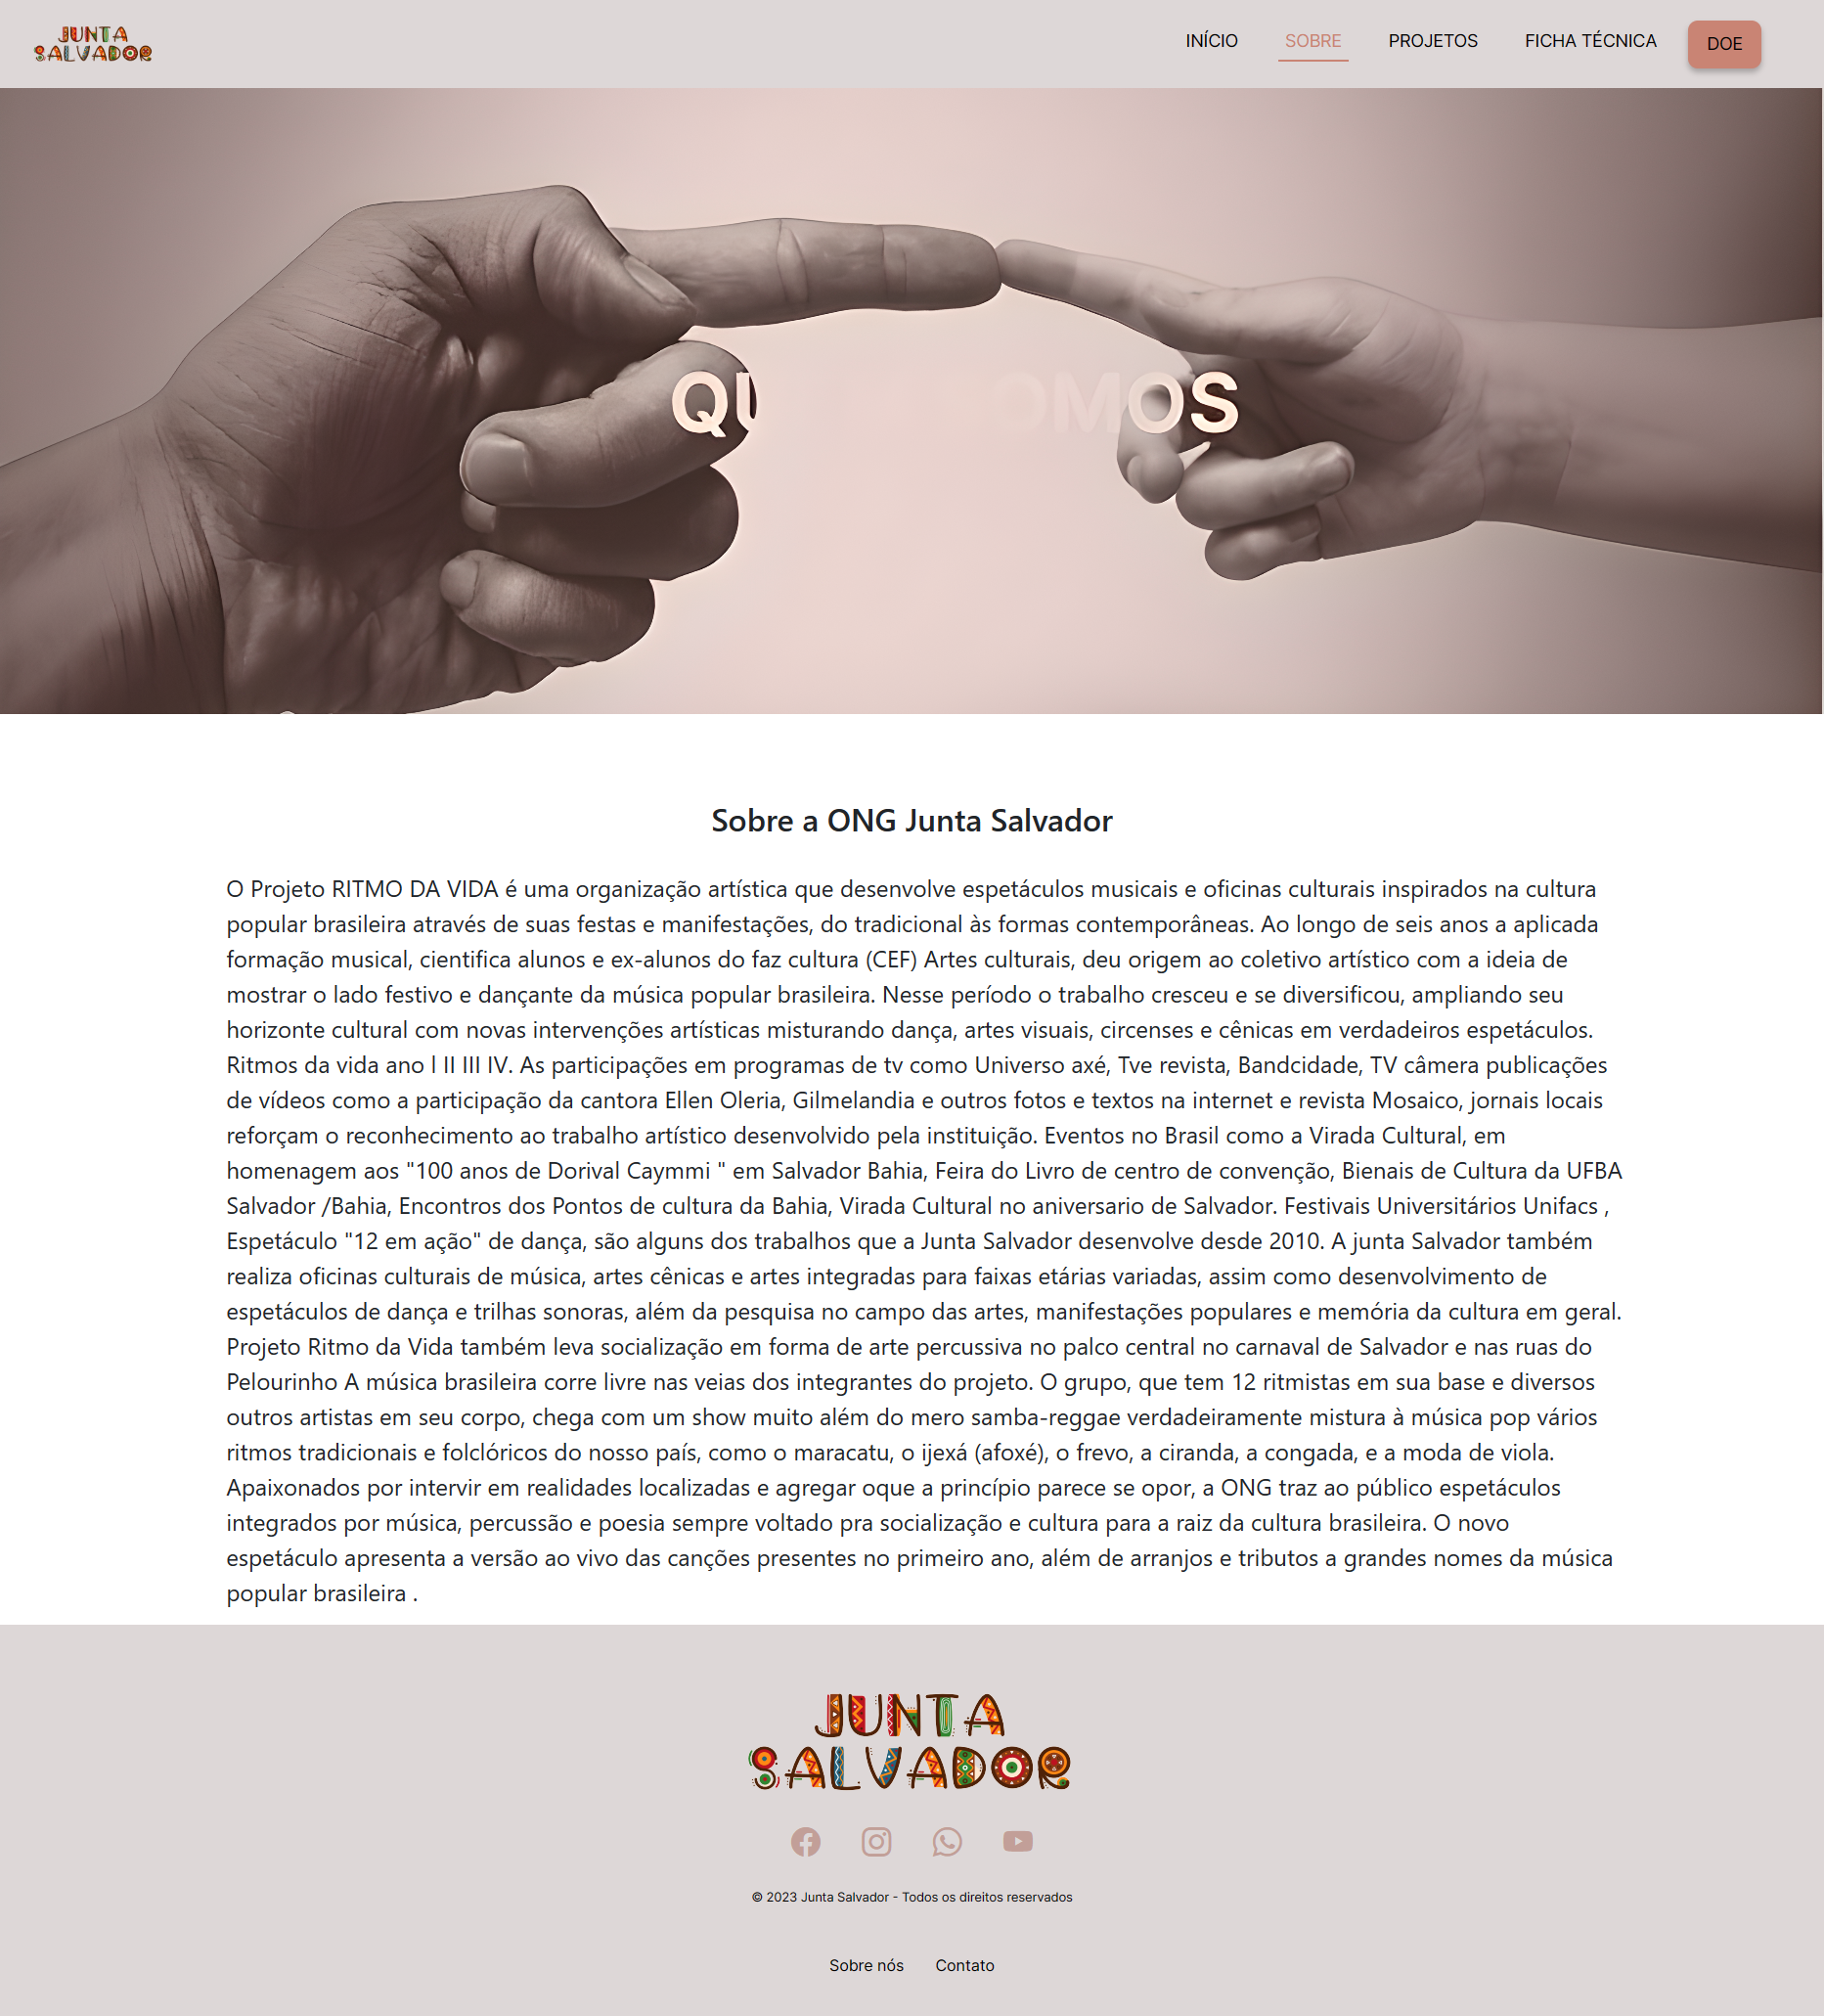 JUNTA
SALVADOR
INÍCIO SOBRE PROJETOS FICHA TÉCNICA DOE
SOMOS
Sobre a ONG Junta Salvador
O Projeto RITMO DA VIDA é uma organização artística que desenvolve espetáculos musicais e oficinas culturais inspirados na cultura
popular brasileira através de suas festas e manifestações, do tradicional às formas contemporâneas. Ao longo de seis anos a aplicada
formação musical, cientifica alunos e ex-alunos do faz cultura (CEF) Artes culturais, deu origem ao coletivo artístico com a ideia de
mostrar o lado festivo e dançante da música popular brasileira. Nesse período o trabalho cresceu e se diversificou, ampliando seu
horizonte cultural com novas intervenções artísticas misturando dança, artes visuais, circenses e cênicas em verdadeiros espetáculos.
Ritmos da vida ano l II III IV. As participações em programas de tv como Universo axé, Tve revista, Bandcidade, TV câmera publicações
de vídeos como a participação da cantora Ellen Oleria, Gilmelandia e outros fotos e textos na internet e revista Mosaico, jornais locais
reforçam o reconhecimento ao trabalho artístico desenvolvido pela instituição. Eventos no Brasil como a Virada Cultural, em
homenagem aos "100 anos de Dorival Caymmi " em Salvador Bahia, Feira do Livro de centro de convenção, Bienais de Cultura da UFBA
Salvador /Bahia, Encontros dos Pontos de cultura da Bahia, Virada Cultural no aniversario de Salvador. Festivais Universitários Unifacs ,
Espetáculo "12 em ação" de dança, são alguns dos trabalhos que a Junta Salvador desenvolve desde 2010. A junta Salvador também
realiza oficinas culturais de música, artes cênicas e artes integradas para faixas etárias variadas, assim como desenvolvimento de
espetáculos de dança e trilhas sonoras, além da pesquisa no campo das artes, manifestações populares e memória da cultura em geral.
Projeto Ritmo da Vida também leva socialização em forma de arte percussiva no palco central no carnaval de Salvador e nas ruas do
Pelourinho A música brasileira corre livre nas veias dos integrantes do projeto. O grupo, que tem 12 ritmistas em sua base e diversos
outros artistas em seu corpo, chega com um show muito além do mero samba-reggae verdadeiramente mistura à música pop vários
ritmos tradicionais e folclóricos do nosso país, como o maracatu, o ijexá (afoxé), o frevo, a ciranda, a congada, e a moda de viola.
Apaixonados por intervir em realidades localizadas e agregar oque a princípio parece se opor, a ONG traz ao público espetáculos
integrados por música, percussão e poesia sempre voltado pra socialização e cultura para a raiz da cultura brasileira. O novo
espetáculo apresenta a versão ao vivo das canções presentes no primeiro ano, além de arranjos e tributos a grandes nomes da música
popular brasileira .
JUNTA
SALVADOR
© 2023 Junta Salvador - Todos os direitos reservados
Sobre nós Contato